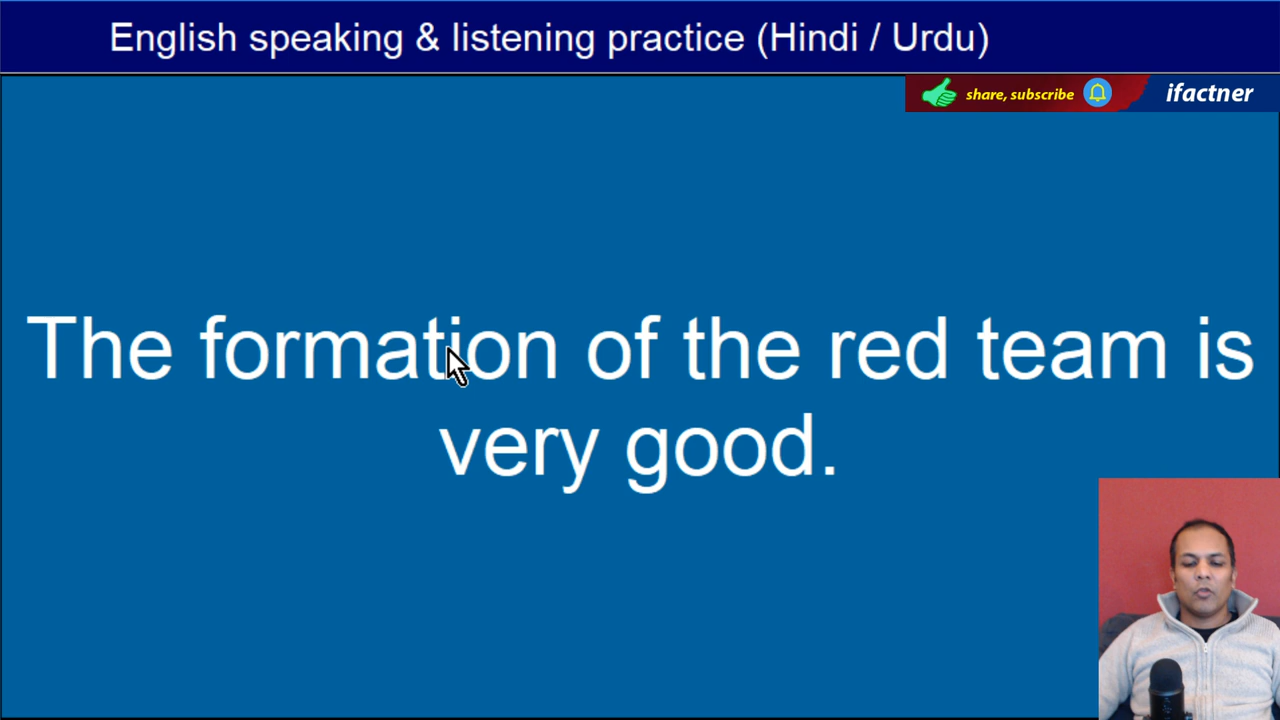 English speaking & listening practice (Hindi / Urdu)
share, subscribe
ifactner
The formation of the red team is
very good.